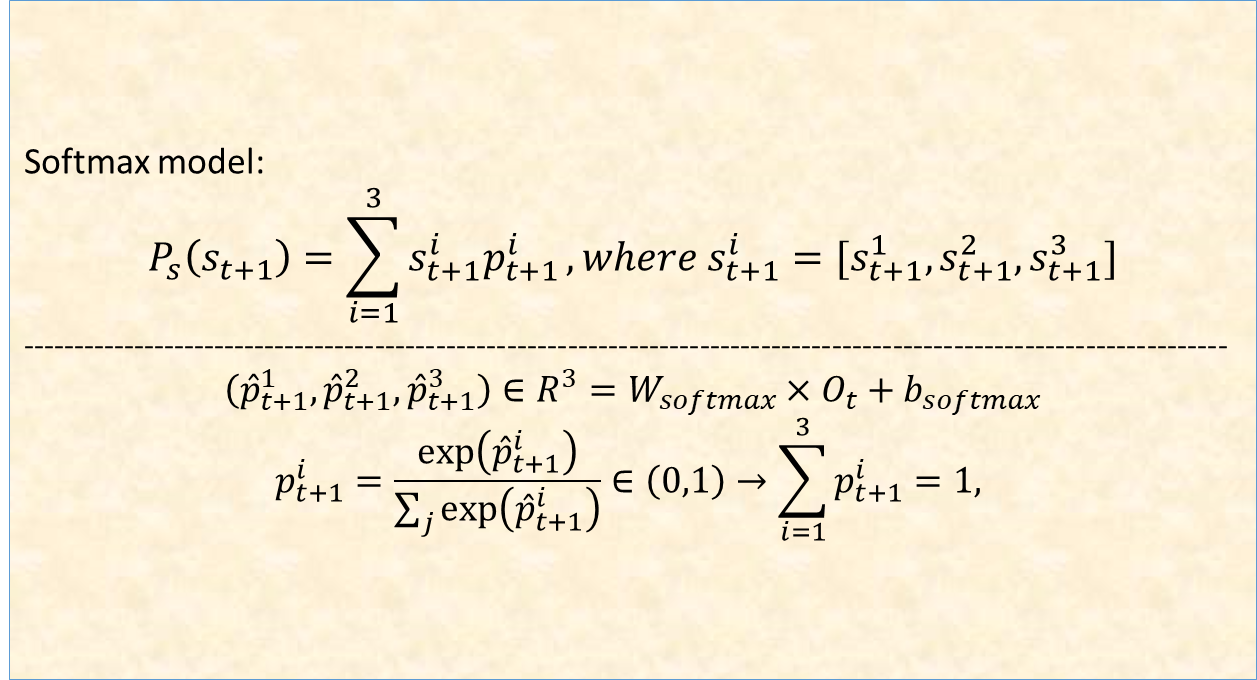 Softmax model:
$P_s(s_{t+1}) = \sum_{i=1}^{3} s_{t+1}^{i} p_{t+1}^{i}, where\ s_{t+1}^{i} = [s_{t+1}^{1}, s_{t+1}^{2}, s_{t+1}^{3}]$
------------------------------------------------------------------------------------------------------------------------
$(\hat{p}_{t+1}^{1}, \hat{p}_{t+1}^{2}, \hat{p}_{t+1}^{3}) \in R^3 = W_{softmax} \times O_t + b_{softmax}$
$p_{t+1}^{i} = \frac{\exp(\hat{p}_{t+1}^{i})}{\sum_j \exp(\hat{p}_{t+1}^{i})} \in (0,1) \rightarrow \sum_{i=1}^{3} p_{t+1}^{i} = 1,$